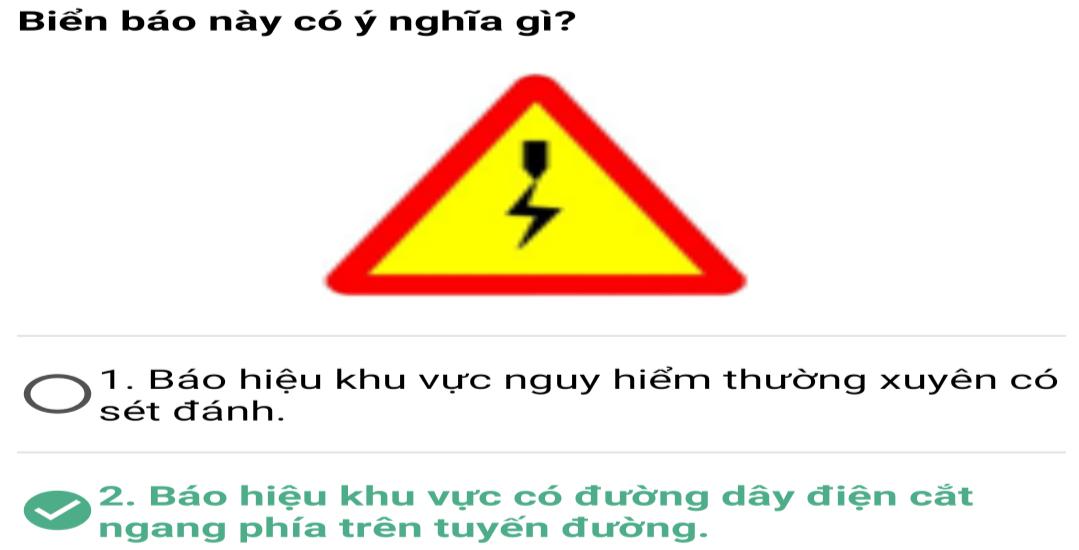 Biển báo này có ý nghĩa gì?
1. Báo hiệu khu vực nguy hiểm thường xuyên có
sét đánh.
2. Báo hiệu khu vực có đường dây điện cắt
ngang phía trên tuyến đường.